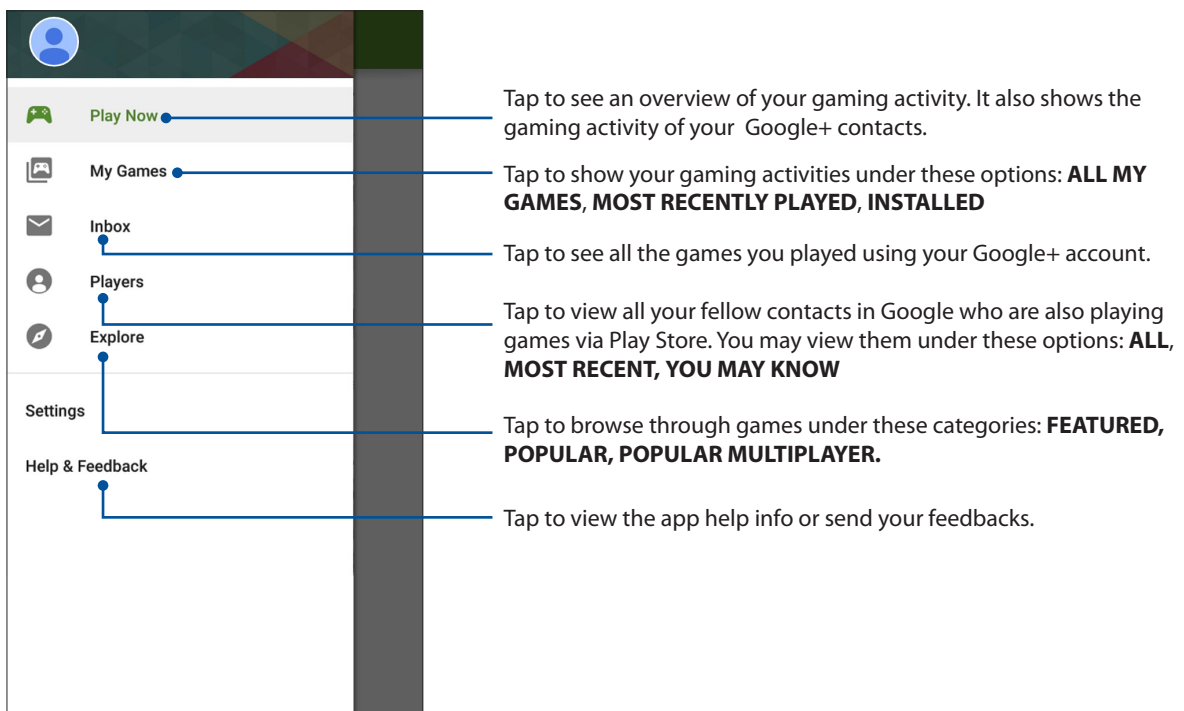 Play Now
Tap to see an overview of your gaming activity. It also shows the
gaming activity of your Google+ contacts.
My Games
Tap to show your gaming activities under these options: ALL MY
GAMES, MOST RECENTLY PLAYED, INSTALLED
Inbox
Tap to see all the games you played using your Google+ account.
Players
Tap to view all your fellow contacts in Google who are also playing
games via Play Store. You may view them under these options: ALL,
MOST RECENT, YOU MAY KNOW
Explore
Tap to browse through games under these categories: FEATURED,
POPULAR, POPULAR MULTIPLAYER.
Settings
Help & Feedback
Tap to view the app help info or send your feedbacks.